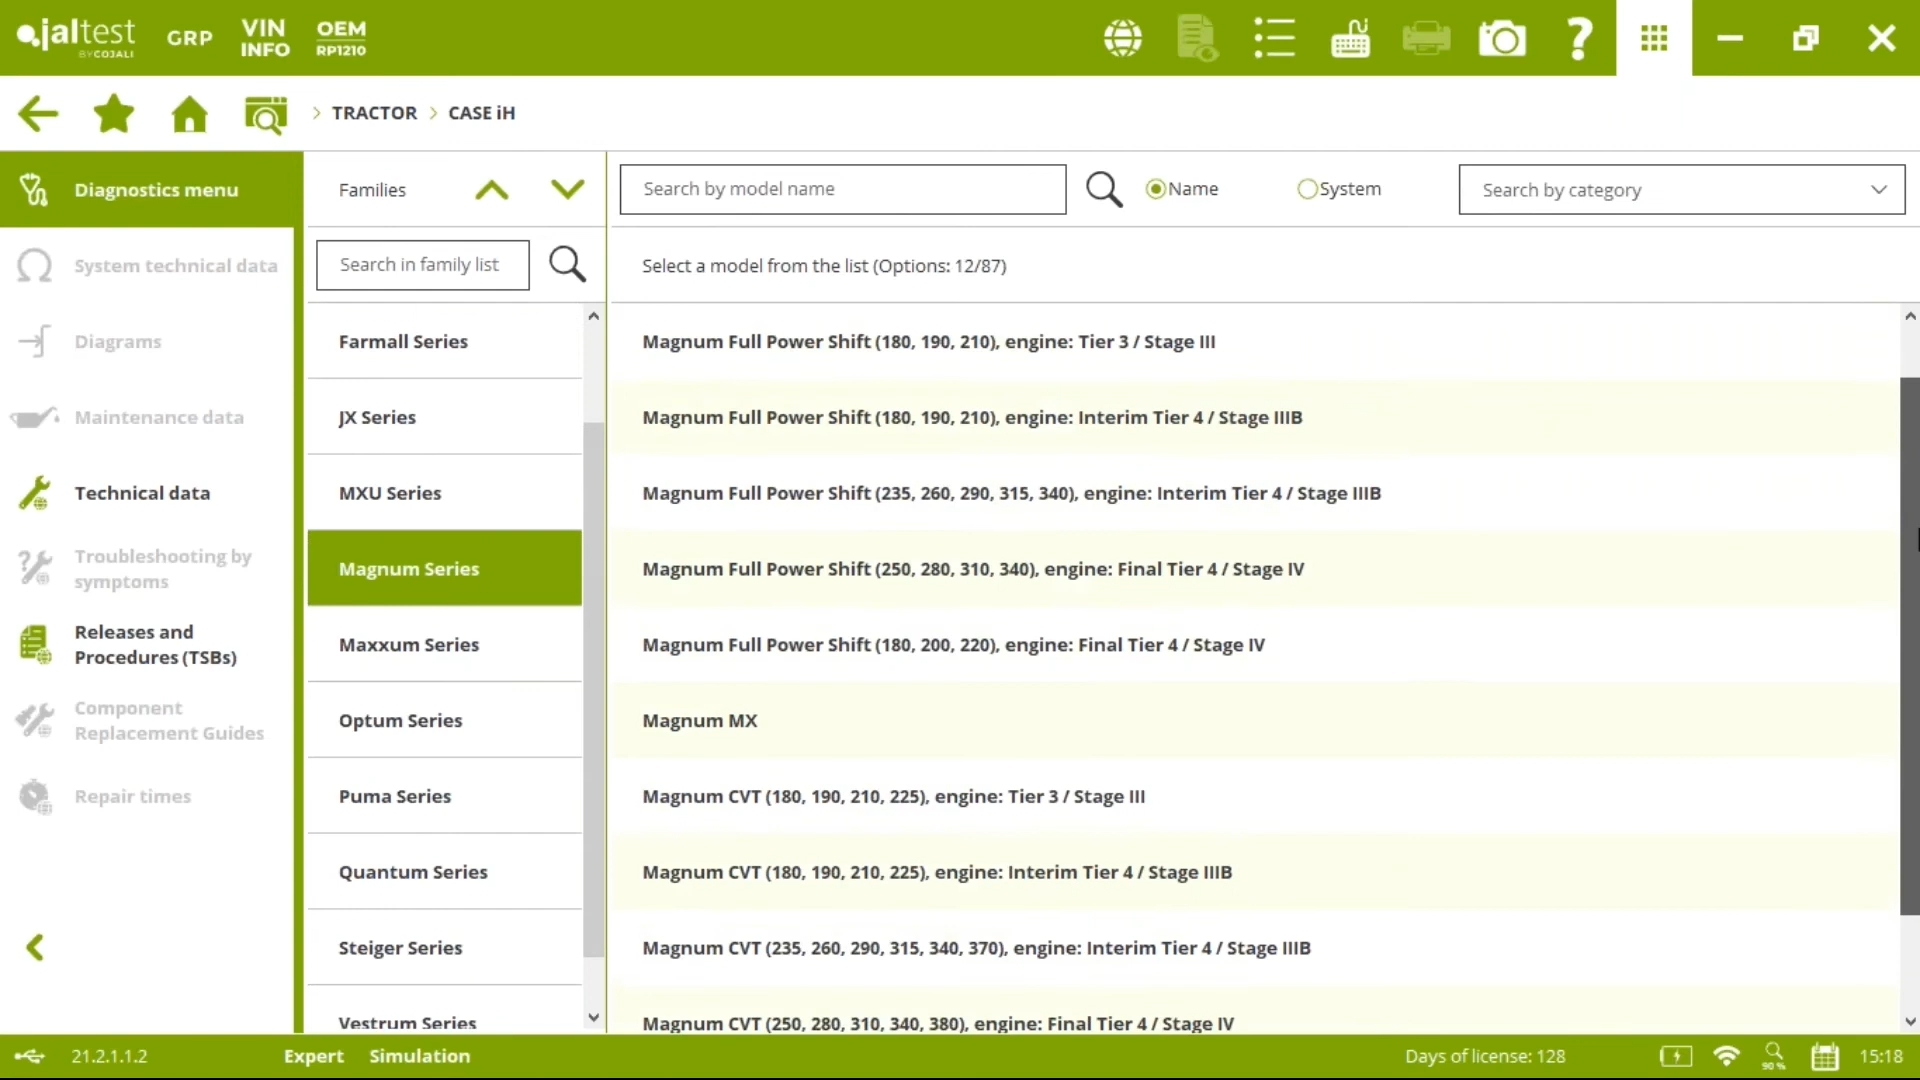 jaltest
BY COJALI
GRP
VIN
INFO
OEM
RP1210
?
> TRACTOR > CASE iH
Diagnostics menu
System technical data
Diagrams
Maintenance data
Technical data
Troubleshooting by
symptoms
Releases and
Procedures (TSBs)
Component
Replacement Guides
Repair times
Families
Search in family list
Farmall Series
JX Series
MXU Series
Magnum Series
Maxxum Series
Optum Series
Puma Series
Quantum Series
Steiger Series
Vestrum Series
Search by model name
Name
System
Search by category
Select a model from the list (Options: 12/87)
Magnum Full Power Shift (180, 190, 210), engine: Tier 3 / Stage III
Magnum Full Power Shift (180, 190, 210), engine: Interim Tier 4 / Stage IIIB
Magnum Full Power Shift (235, 260, 290, 315, 340), engine: Interim Tier 4 / Stage IIIB
Magnum Full Power Shift (250, 280, 310, 340), engine: Final Tier 4 / Stage IV
Magnum Full Power Shift (180, 200, 220), engine: Final Tier 4 / Stage IV
Magnum MX
Magnum CVT (180, 190, 210, 225), engine: Tier 3 / Stage III
Magnum CVT (180, 190, 210, 225), engine: Interim Tier 4 / Stage IIIB
Magnum CVT (235, 260, 290, 315, 340, 370), engine: Interim Tier 4 / Stage IIIB
Magnum CVT (250, 280, 310, 340, 380), engine: Final Tier 4 / Stage IV
21.2.1.1.2
Expert
Simulation
Days of license: 128
90 %
15:18